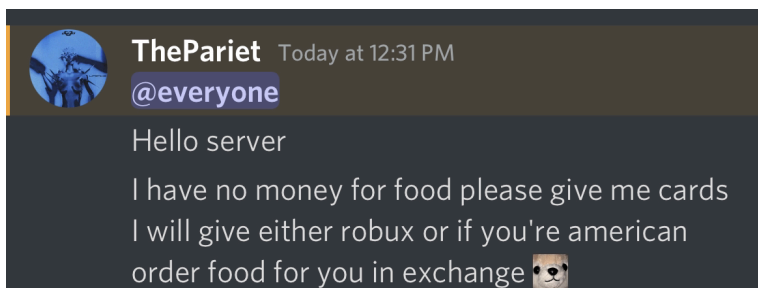 ThePariet Today at 12:31 PM
@everyone
Hello server
I have no money for food please give me cards
I will give either robux or if you're american
order food for you in exchange